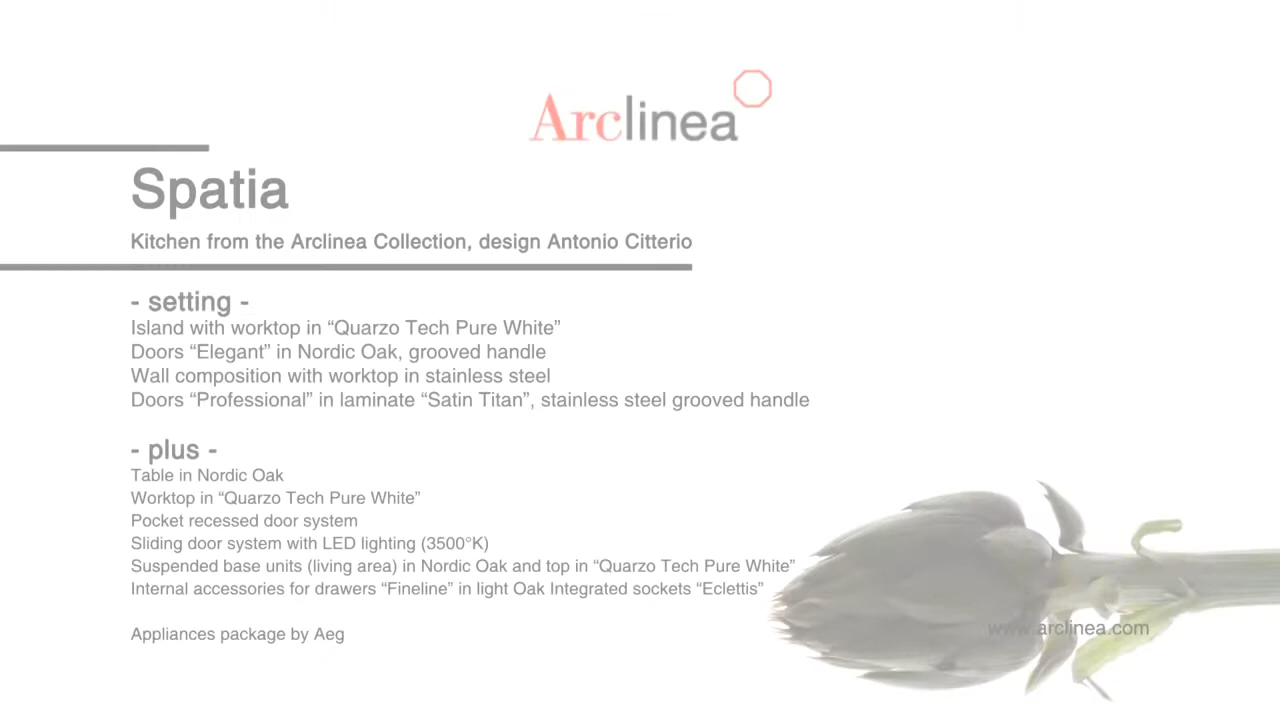 Arclinea
Spatia
Kitchen from the Arclinea Collection, design Antonio Citterio
- setting -
Island with worktop in “Quarzo Tech Pure White”
Doors “Elegant” in Nordic Oak, grooved handle
Wall composition with worktop in stainless steel
Doors “Professional” in laminate “Satin Titan”, stainless steel grooved handle
- plus -
Table in Nordic Oak
Worktop in “Quarzo Tech Pure White”
Pocket recessed door system
Sliding door system with LED lighting (3500°K)
Suspended base units (living area) in Nordic Oak and top in “Quarzo Tech Pure White”
Internal accessories for drawers “Fineline” in light Oak Integrated sockets “Eclettis”
Appliances package by Aeg
www.arclinea.com